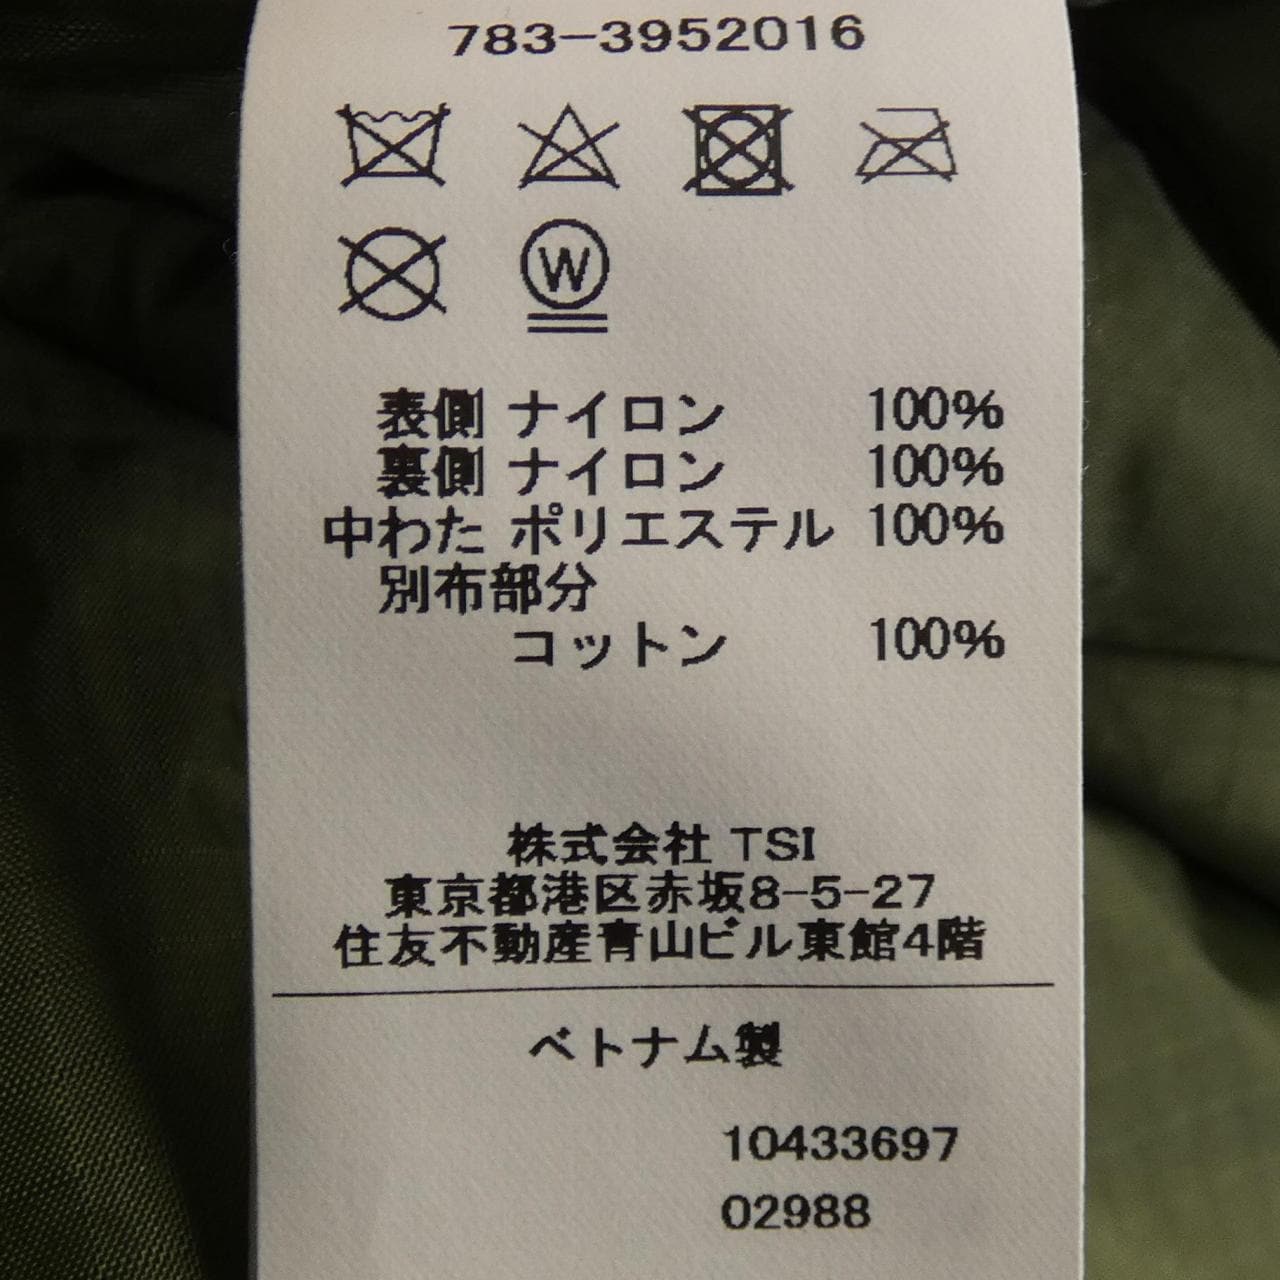 783-3952016
W
表側 ナイロン 100%
裏側 ナイロン 100%
中わた ポリエステル 100%
別布部分
コットン 100%
株式会社 TSI
東京都港区赤坂8-5-27
住友不動産青山ビル東館4階
ベトナム製
10433697
02988